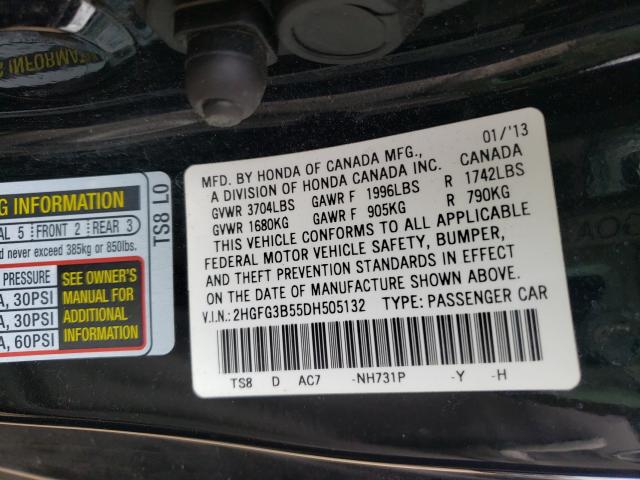 INFORMA
G INFORMATION
AL 5 FRONT 2 REAR 3
d never exceed 385kg or 850lbs.
PRESSURE
A, 30PSI
A, 30PSI
A, 60PSI
SEE OWNER'S
MANUAL FOR
ADDITIONAL
INFORMATION
TS8 L0
01/'13
MFD. BY HONDA OF CANADA MFG.,
A DIVISION OF HONDA CANADA INC. CANADA
GVWR 3704LBS GAWR F 1996LBS R 1742LBS
GVWR 1680KG GAWR F 905KG R 790KG
THIS VEHICLE CONFORMS TO ALL APPLICABLE
FEDERAL MOTOR VEHICLE SAFETY, BUMPER,
AND THEFT PREVENTION STANDARDS IN EFFECT
ON THE DATE OF MANUFACTURE SHOWN ABOVE.
V.I.N.: 2HGFG3B55DH505132 TYPE: PASSENGER CAR
TS8 D AC7 -NH731P -Y -H